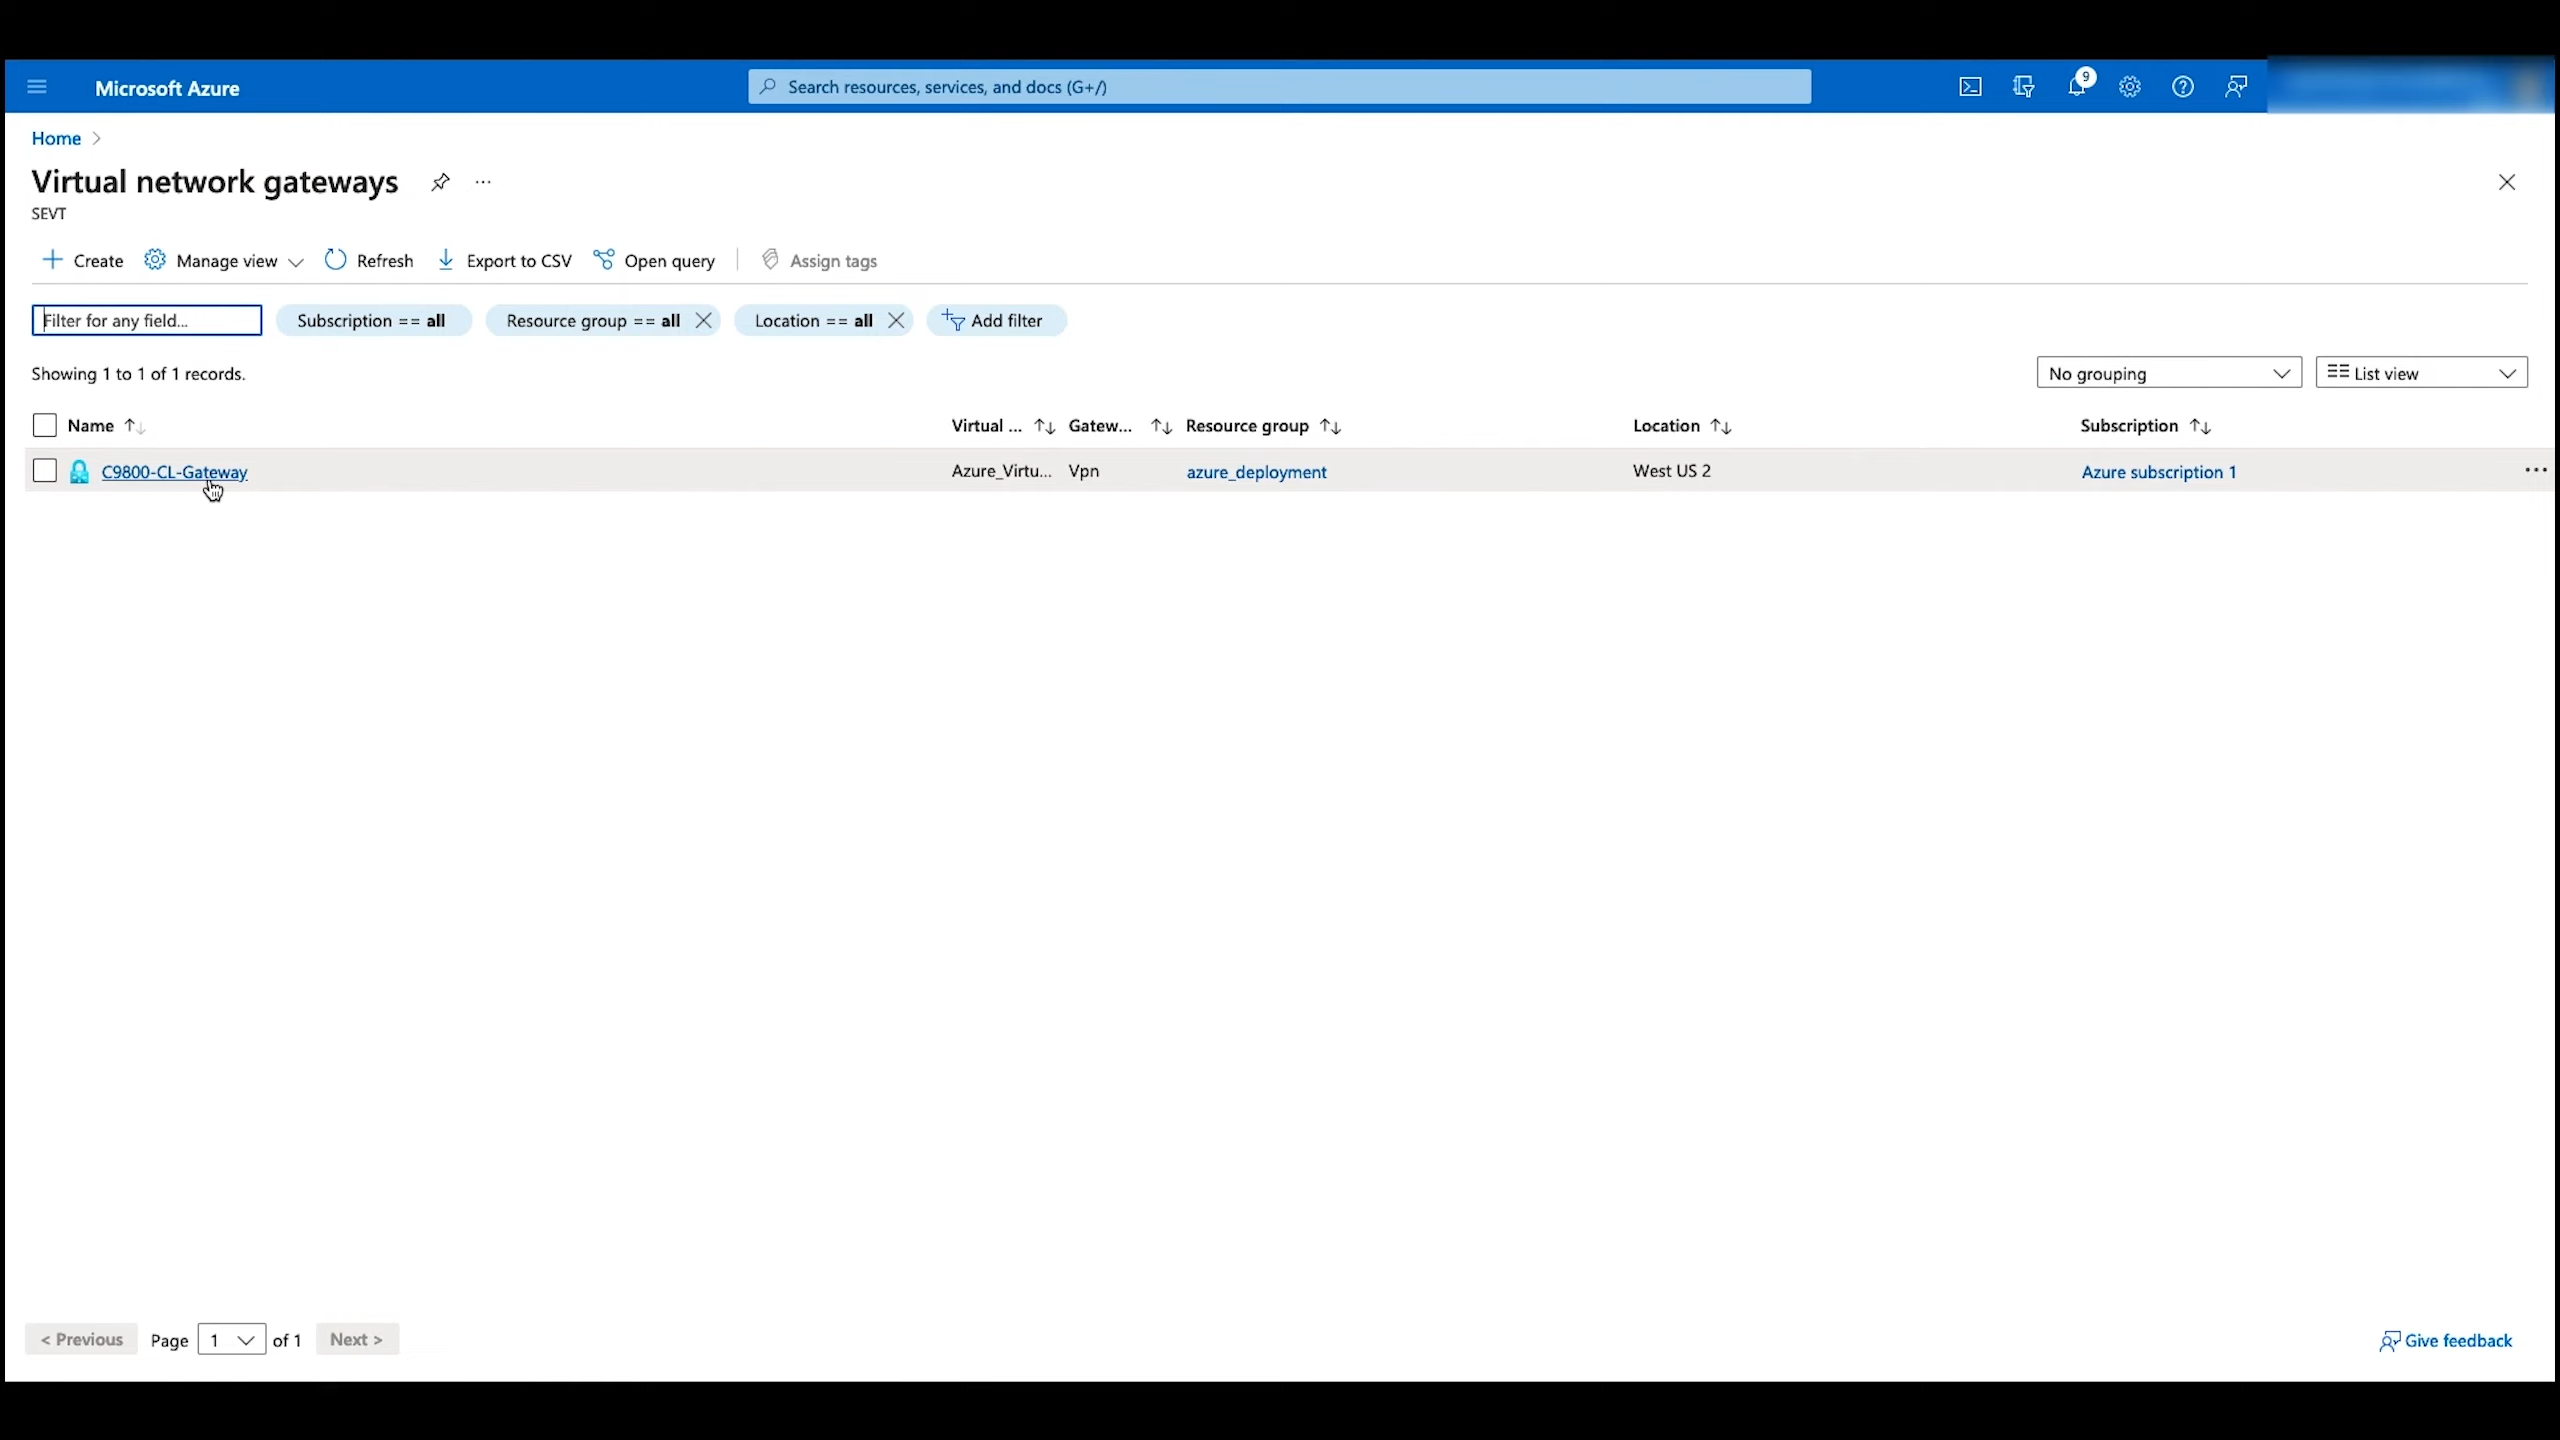 Microsoft Azure
Search resources, services, and docs (G+/)
9
Home
Virtual network gateways
SEVT
Create
Manage view
Refresh
Export to CSV
Open query
Assign tags
Filter for any field...
Subscription == all
Resource group == all
Location == all
Add filter
Showing 1 to 1 of 1 records.
No grouping
List view
Name
Virtual ...
Gatew...
Resource group
Location
Subscription
C9800-CL-Gateway
Azure_Virtu...
Vpn
azure_deployment
West US 2
Azure subscription 1
< Previous
Page 1 of 1
Next >
Give feedback